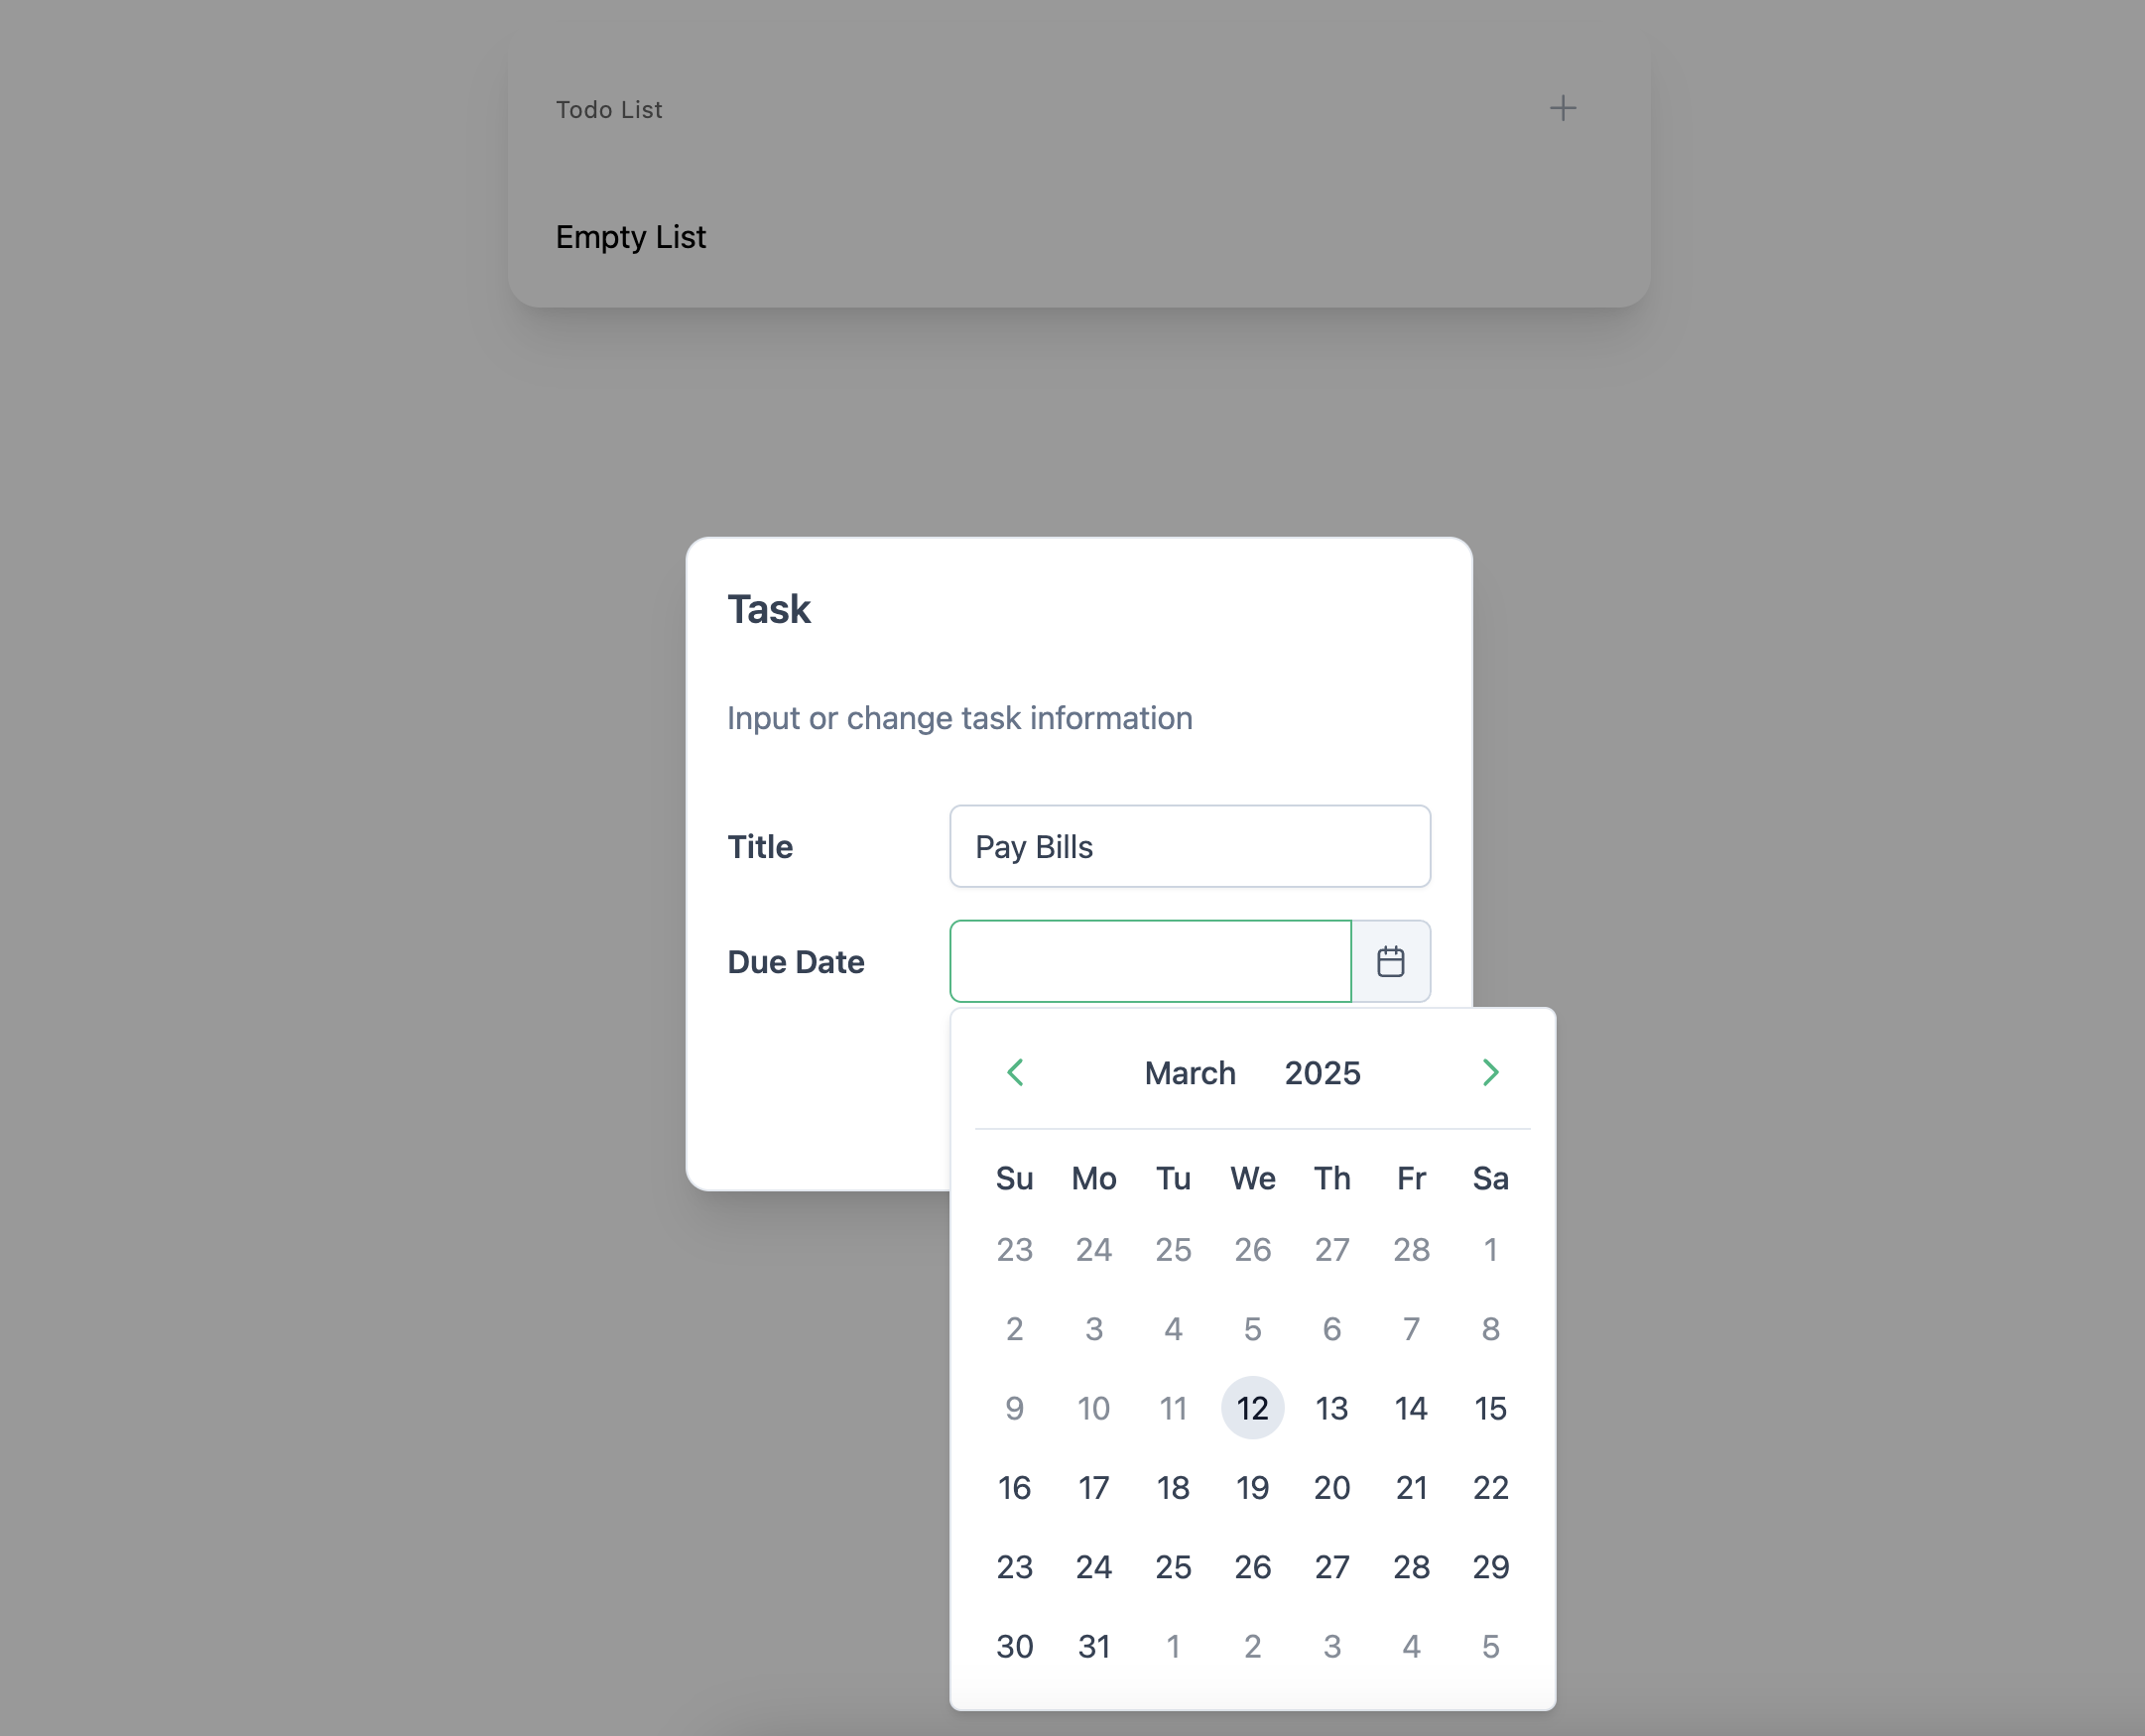 Todo List
Empty List
Task
Input or change task information
Title Pay Bills
Due Date
March 2025
Su Mo Tu We Th Fr Sa
23 24 25 26 27 28 1
2 3 4 5 6 7 8
9 10 11 12 13 14 15
16 17 18 19 20 21 22
23 24 25 26 27 28 29
30 31 1 2 3 4 5